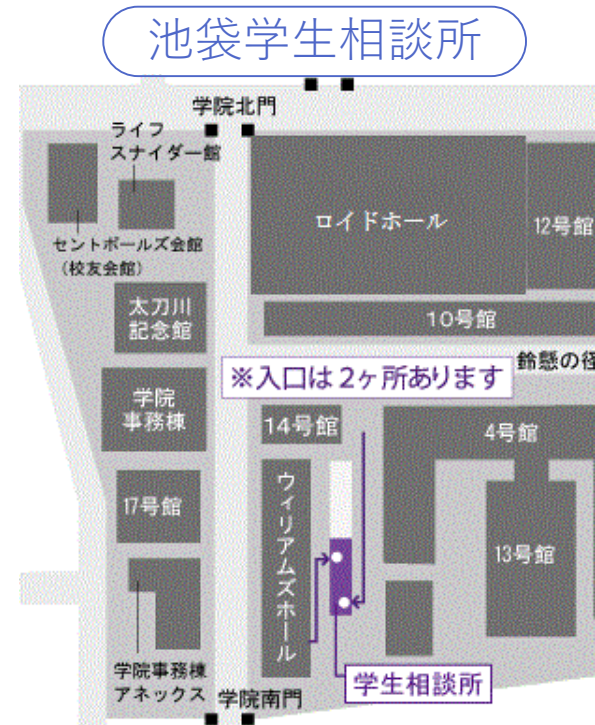 池袋学生相談所
学院北門
ライフ
スナイダー館
セントポールズ会館
(校友会館)
ロイドホール
12号館
太刀川
記念館
10号館
鈴懸の径
※入口は2ヶ所あります
学院
事務棟
14号館
4号館
17号館
ウィリアムズホール
13号館
学院事務棟
アネックス
学院南門
学生相談所